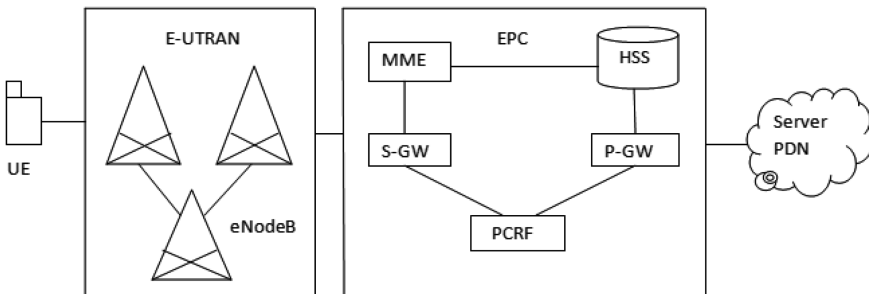 E-UTRAN
EPC
MME
HSS
UE
S-GW
P-GW
Server
PDN
eNodeB
PCRF